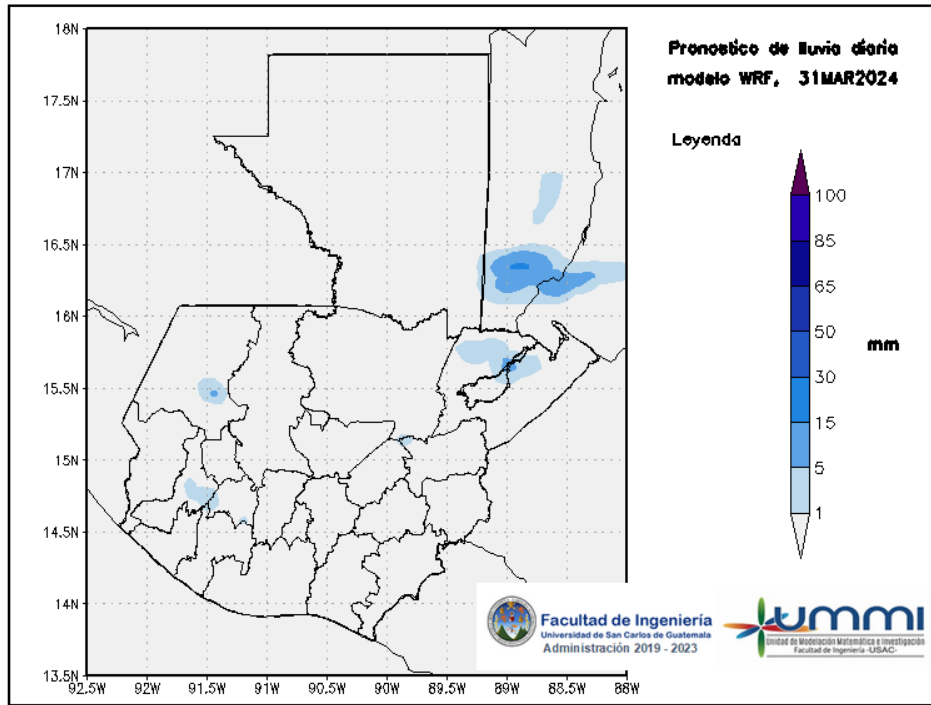 Pronostico de lluvia diaria
modelo WRF, 31MAR2024
Leyenda
100
85
65
50
30
15
5
1
mm
18N
17.5N
17N
16.5N
16N
15.5N
15N
14.5N
14N
13.5N
92.5W 92W 91.5W 91W 90.5W 90W 89.5W 89W 88.5W 88W
Facultad de Ingeniería
Universidad de San Carlos de Guatemala
Administración 2019 - 2023
ummi
Unidad de Modelación Matemática e Investigación
Facultad de Ingeniería -USAC-